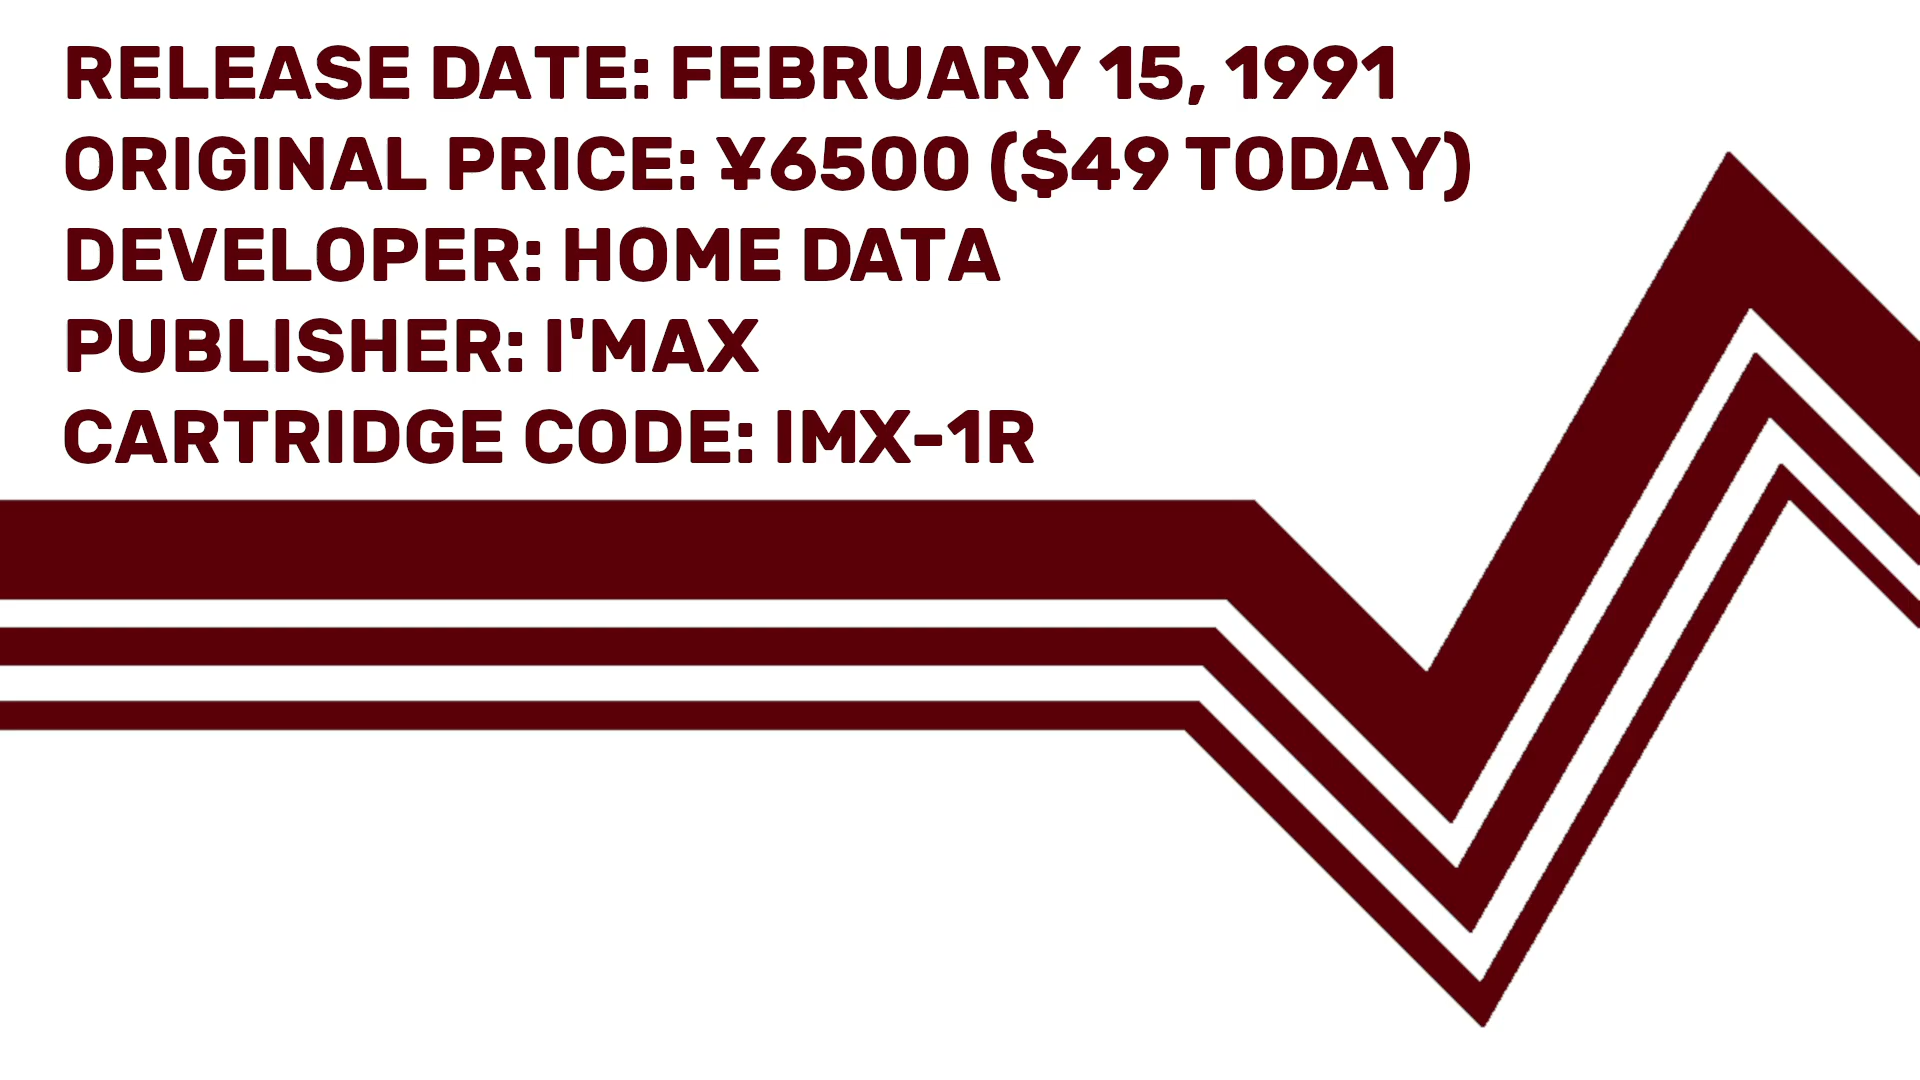 RELEASE DATE: FEBRUARY 15, 1991
ORIGINAL PRICE: ¥6500 ($49 TODAY)
DEVELOPER: HOME DATA
PUBLISHER: I'MAX
CARTRIDGE CODE: IMX-1R